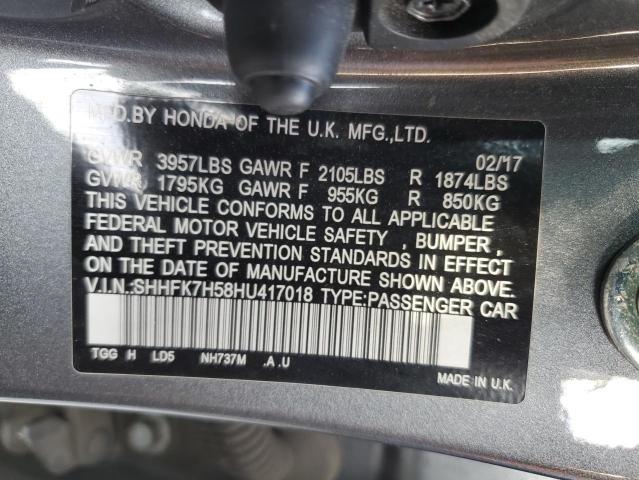 MFD.BY HONDA OF THE U.K. MFG.,LTD.
02/17
GVWR 3957LBS GAWR F 2105LBS R 1874LBS
GVWR 1795KG GAWR F 955KG R 850KG
THIS VEHICLE CONFORMS TO ALL APPLICABLE
FEDERAL MOTOR VEHICLE SAFETY , BUMPER,
AND THEFT PREVENTION STANDARDS IN EFFECT
ON THE DATE OF MANUFACTURE SHOWN ABOVE.
V.I.N.:SHHFK7H58HU417018 TYPE:PASSENGER CAR
TGG H LD5 NH737M .A .U
MADE IN U.K.